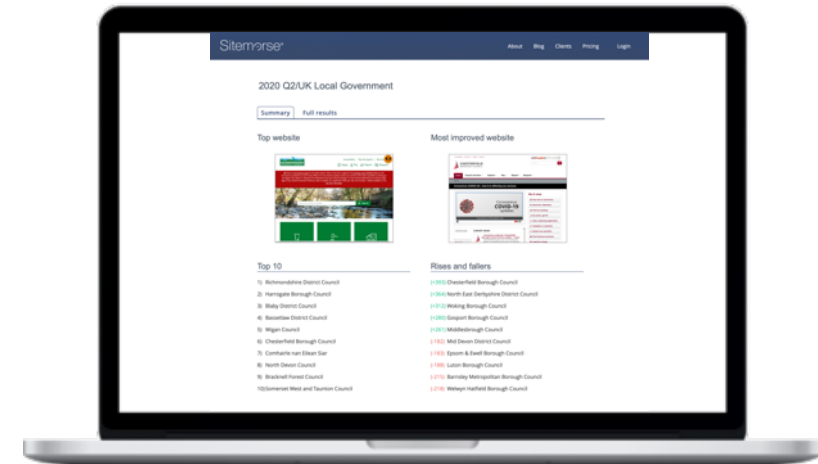 Sitemorse
About Blog Clients Pricing Login
2020 Q2/UK Local Government
Summary Full results
Top website
Most improved website
CORONAVIRUS
COVID-19
Top 10
1) Richmondshire District Council
2) Harrogate Borough Council
3) Blaby District Council
4) Bassetlaw District Council
5) Wigan Council
6) Chesterfield Borough Council
7) Comhairle nan Eilean Siar
8) North Devon Council
9) Bracknell Forest Council
10)Somerset West and Taunton Council
Rises and fallers
Chesterfield Borough Council
North East Derbyshire District Council
Woking Borough Council
Gosport Borough Council
Middlesbrough Council
Mid Devon District Council
Epsom & Ewell Borough Council
Luton Borough Council
Barnsley Metropolitan Borough Council
Welwyn Hatfield Borough Council